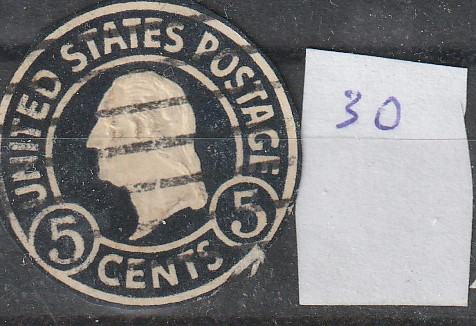 UNITED STATES POSTAGE
5 CENTS 5
30